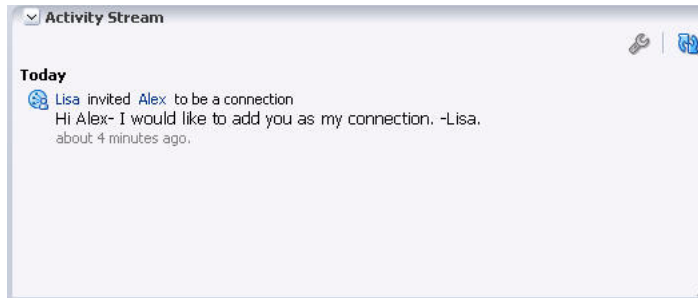 Activity Stream
Today
Lisa invited Alex to be a connection
Hi Alex- I would like to add you as my connection. -Lisa.
about 4 minutes ago.